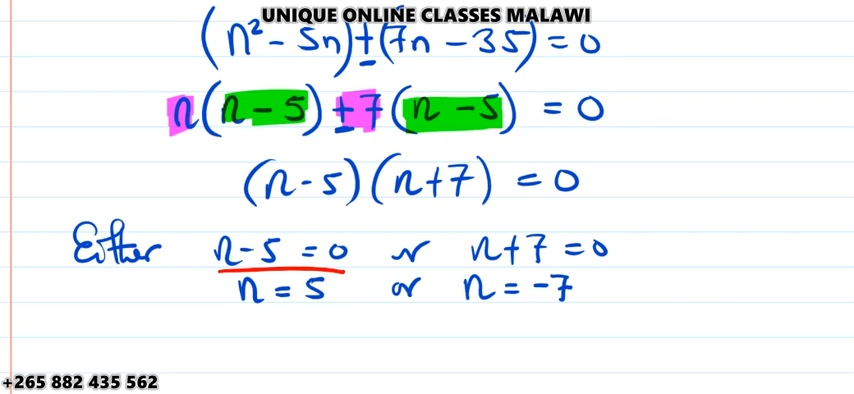 UNIQUE ONLINE CLASSES MALAWI
(n² - 5n) + (7n - 35) = 0
n(n - 5) + 7(n - 5) = 0
(n - 5)(n + 7) = 0
Either n - 5 = 0 or n + 7 = 0
n = 5 or n = -7
+265 882 435 562